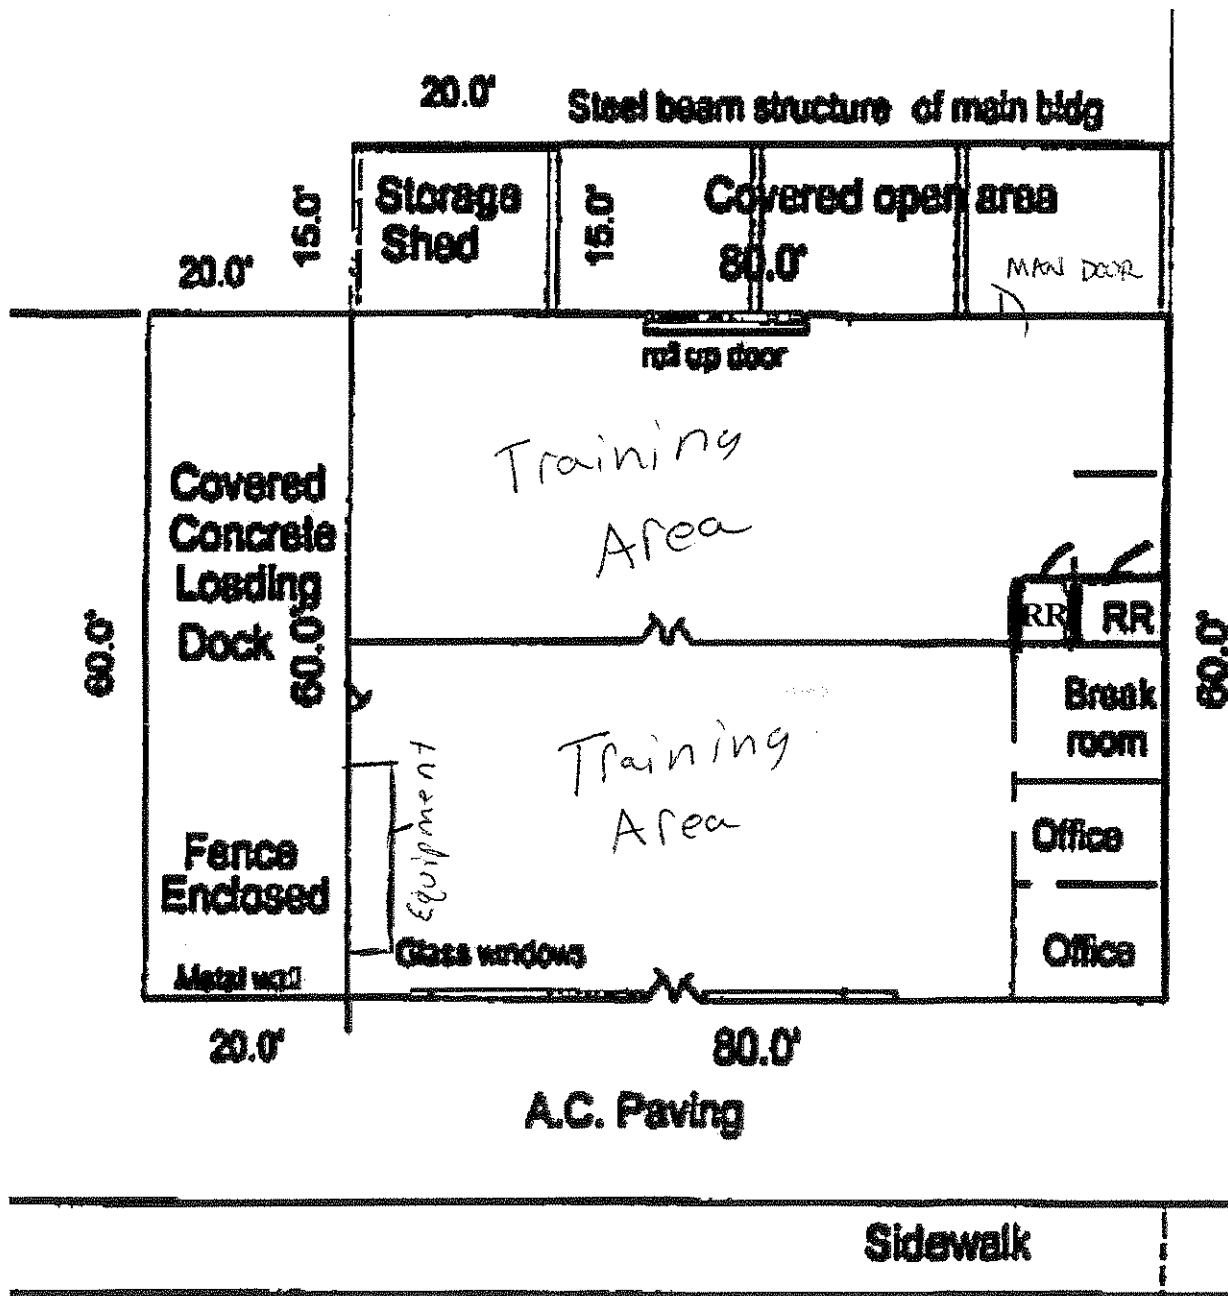 20.0'
Steel beam structure of main bldg
15.0'
Storage
Shed
15.0'
Covered open area
20.0'
80.0'
MAN DOOR
roll up door
Training
Area
Covered
Concrete
Loading
Dock
60.0'
60.0'
RR
RR
60.0'
Break
room
Training
Area
Equipment
Office
Fence
Enclosed
Office
Glass windows
Metal wall
20.0'
80.0'
A.C. Paving
Sidewalk